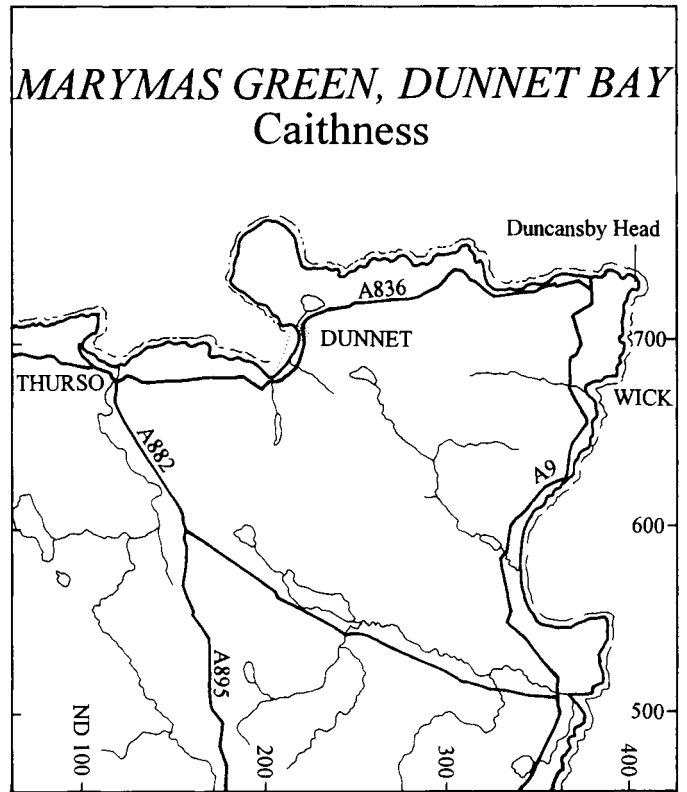 MARYMAS GREEN, DUNNET BAY
Caithness
Duncansby Head
A836
DUNNET
700
THURSO
WICK
A882
A9
600
A895
500
ND 100
200
300
400